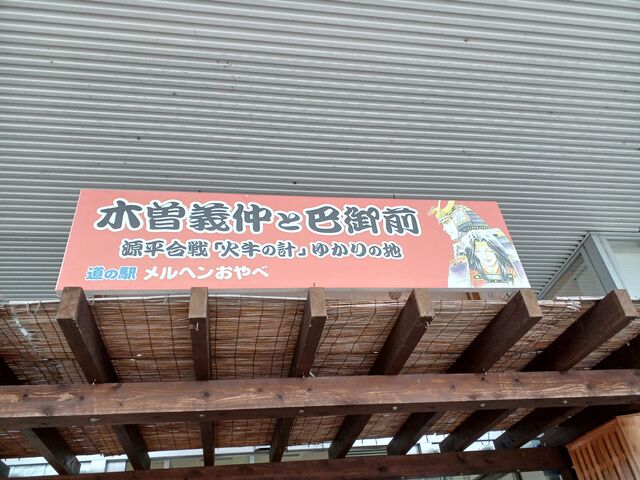 木曽義仲と巴御前
源平合戦「火牛の計」ゆかりの地
道の駅 メルヘンおやべ